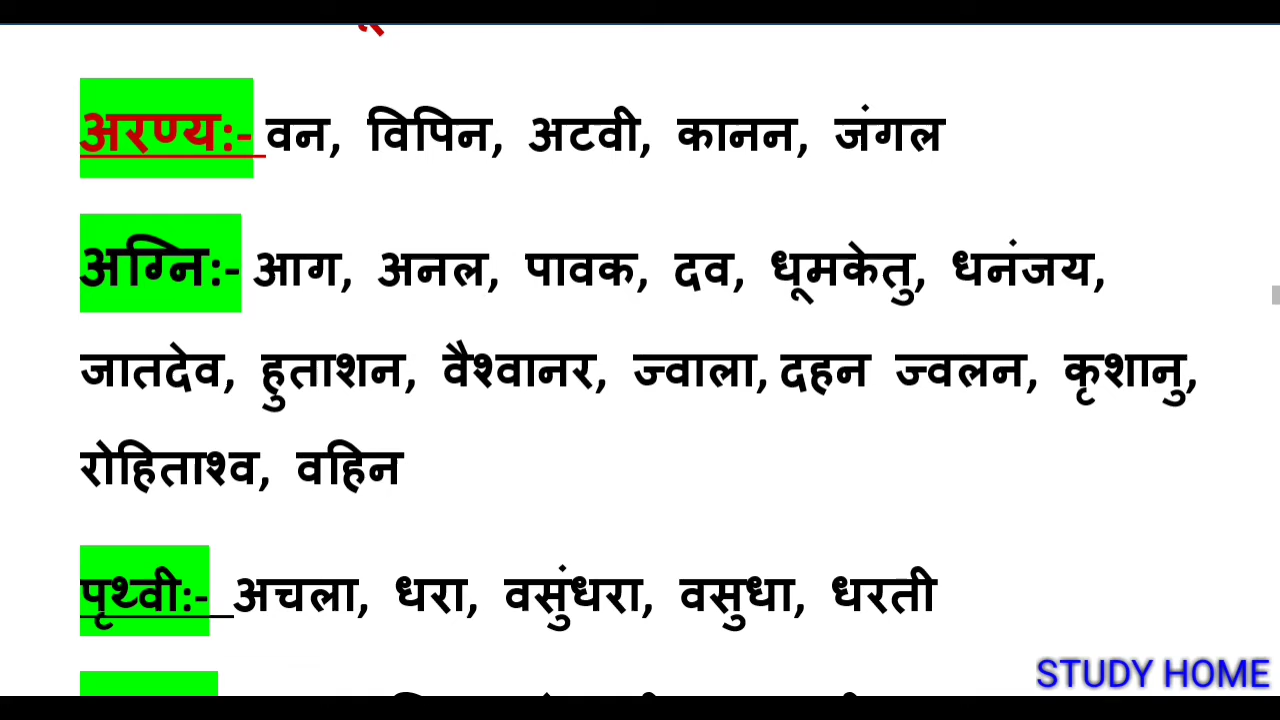 अरण्य:- वन, विपिन, अटवी, कानन, जंगल
अग्नि:- आग, अनल, पावक, दव, धूमकेतु, धनंजय,
जातदेव, हुताशन, वैश्वानर, ज्वाला, दहन ज्वलन, कृशानु,
रोहिताश्व, वहिन
पृथ्वी:- अचला, धरा, वसुंधरा, वसुधा, धरती
STUDY HOME